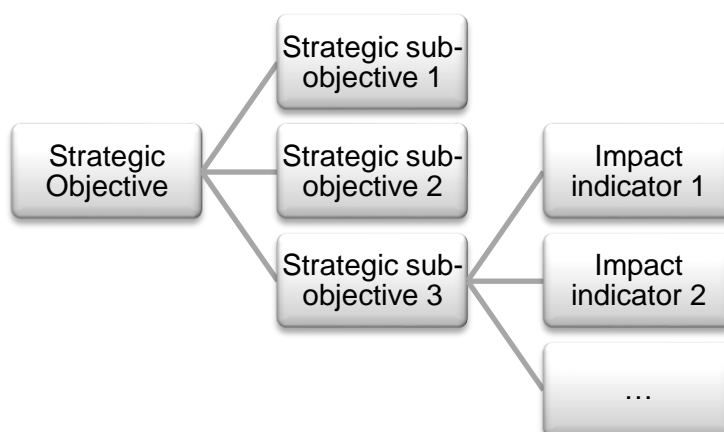 Strategic
Objective
Strategic sub-
objective 1
Strategic sub-
objective 2
Strategic sub-
objective 3
Impact
indicator 1
Impact
indicator 2
…